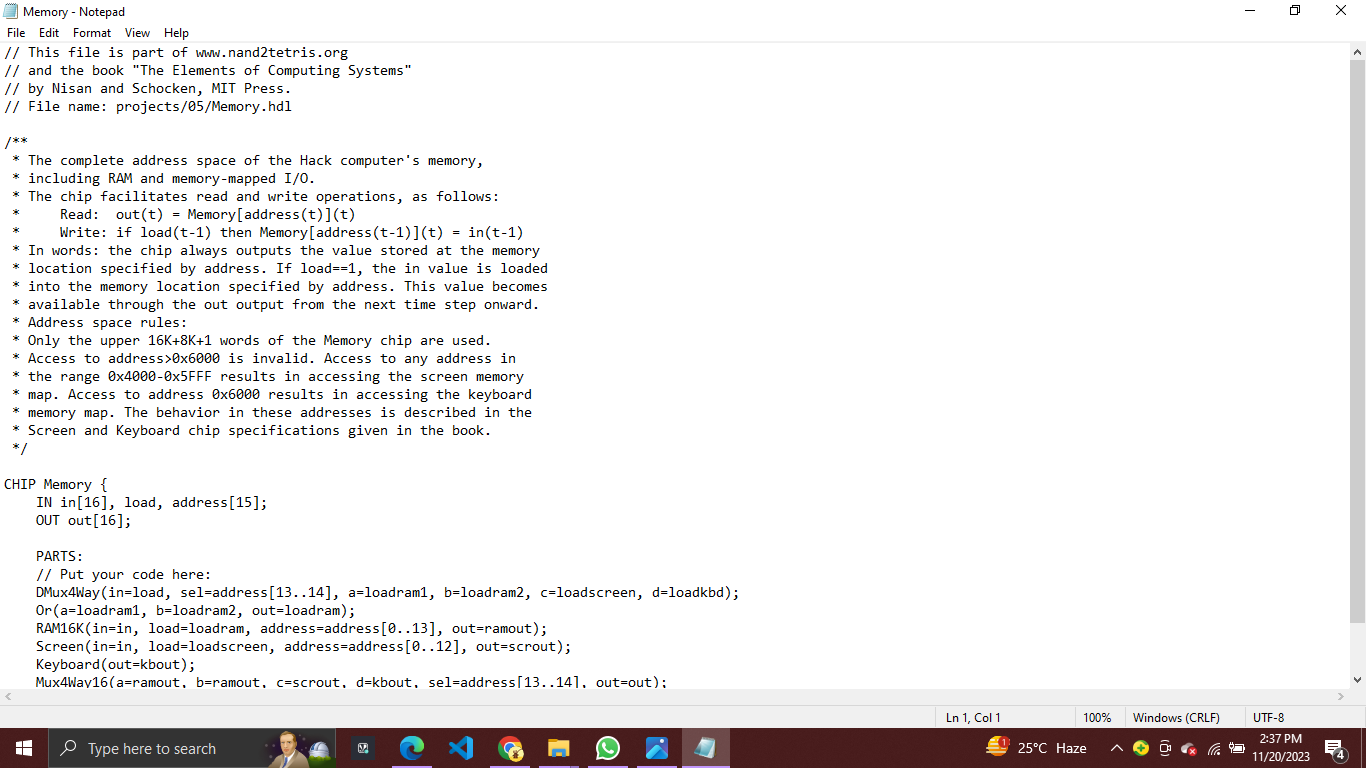 Memory - Notepad
File Edit Format View Help
// This file is part of www.nand2tetris.org
// and the book "The Elements of Computing Systems"
// by Nisan and Schocken, MIT Press.
// File name: projects/05/Memory.hdl
/**
* The complete address space of the Hack computer's memory,
* including RAM and memory-mapped I/O.
* The chip facilitates read and write operations, as follows:
*     Read:  out(t) = Memory[address(t)](t)
*     Write: if load(t-1) then Memory[address(t-1)](t) = in(t-1)
* In words: the chip always outputs the value stored at the memory
* location specified by address. If load==1, the in value is loaded
* into the memory location specified by address. This value becomes
* available through the out output from the next time step onward.
* Address space rules:
* Only the upper 16K+8K+1 words of the Memory chip are used.
* Access to address>0x6000 is invalid. Access to any address in
* the range 0x4000-0x5FFF results in accessing the screen memory
* map. Access to address 0x6000 results in accessing the keyboard
* memory map. The behavior in these addresses is described in the
* Screen and Keyboard chip specifications given in the book.
*/
CHIP Memory {
    IN in[16], load, address[15];
    OUT out[16];
    PARTS:
    // Put your code here:
    DMux4Way(in=load, sel=address[13..14], a=loadram1, b=loadram2, c=loadscreen, d=loadkbd);
    Or(a=loadram1, b=loadram2, out=loadram);
    RAM16K(in=in, load=loadram, address=address[0..13], out=ramout);
    Screen(in=in, load=loadscreen, address=address[0..12], out=scrout);
    Keyboard(out=kbout);
    Mux4Way16(a=ramout, b=ramout, c=scrout, d=kbout, sel=address[13..14], out=out);
Ln 1, Col 1 100% Windows (CRLF) UTF-8
Type here to search
1 25°C Haze
2:37 PM
11/20/2023
4